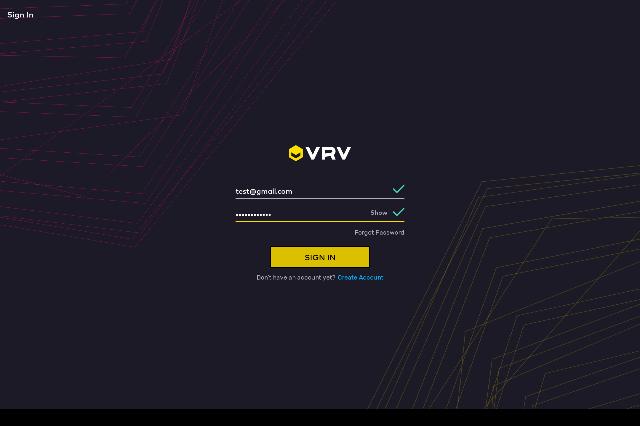 Sign In
VRV
test@gmail.com
Show
Forgot Password
SIGN IN
Don't have an account yet? Create Account